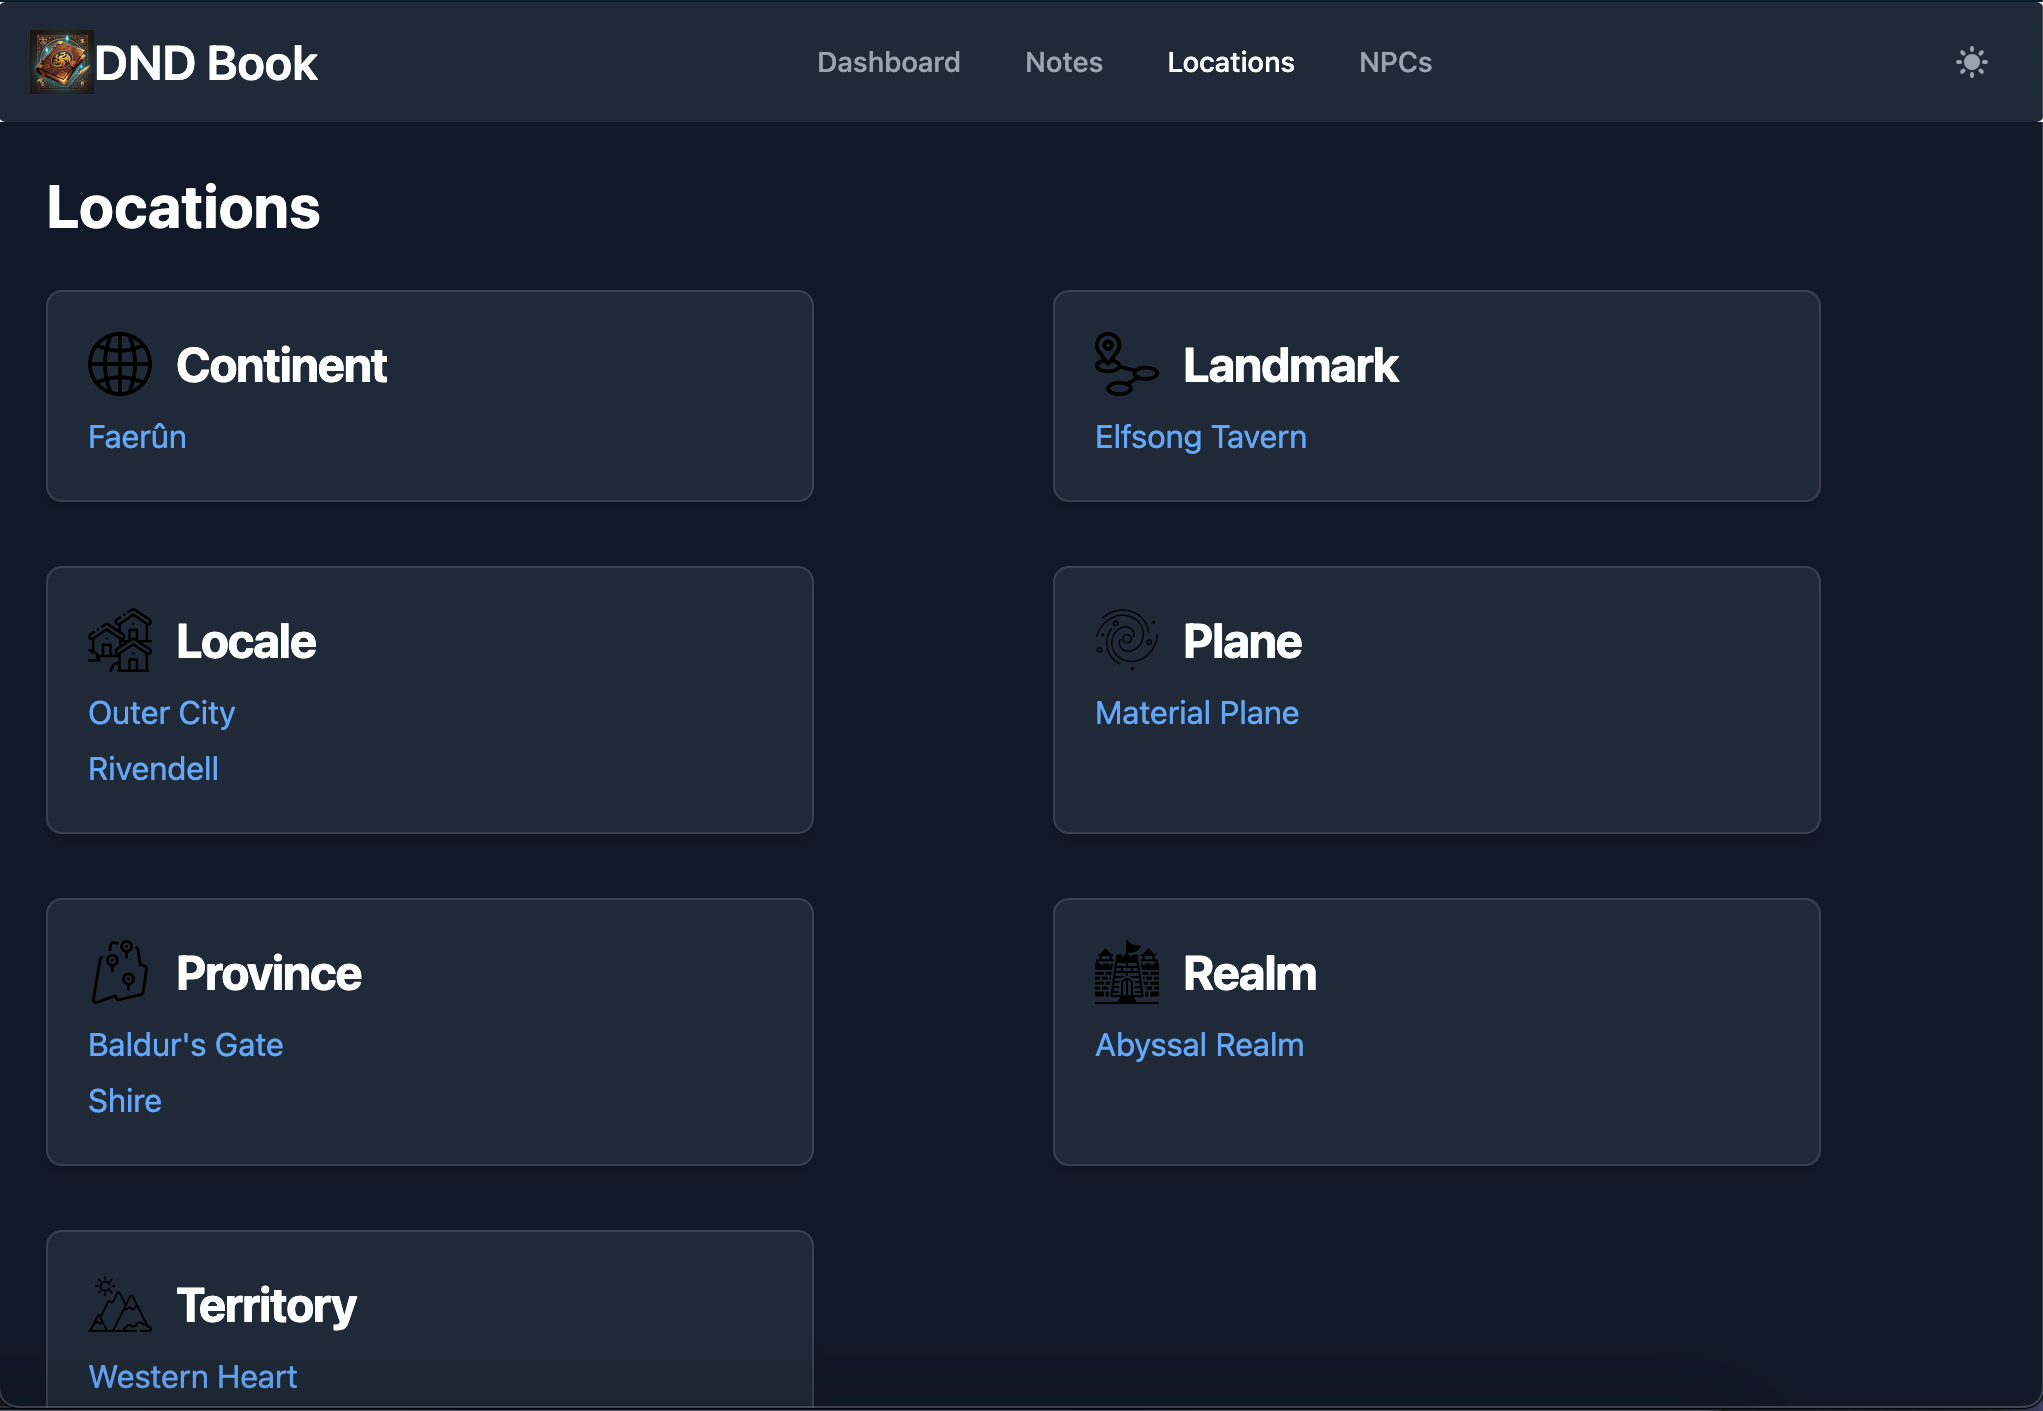 DND Book
Dashboard Notes Locations NPCs
Locations
Continent
Faerûn
Landmark
Elfsong Tavern
Locale
Outer City
Rivendell
Plane
Material Plane
Province
Baldur's Gate
Shire
Realm
Abyssal Realm
Territory
Western Heart